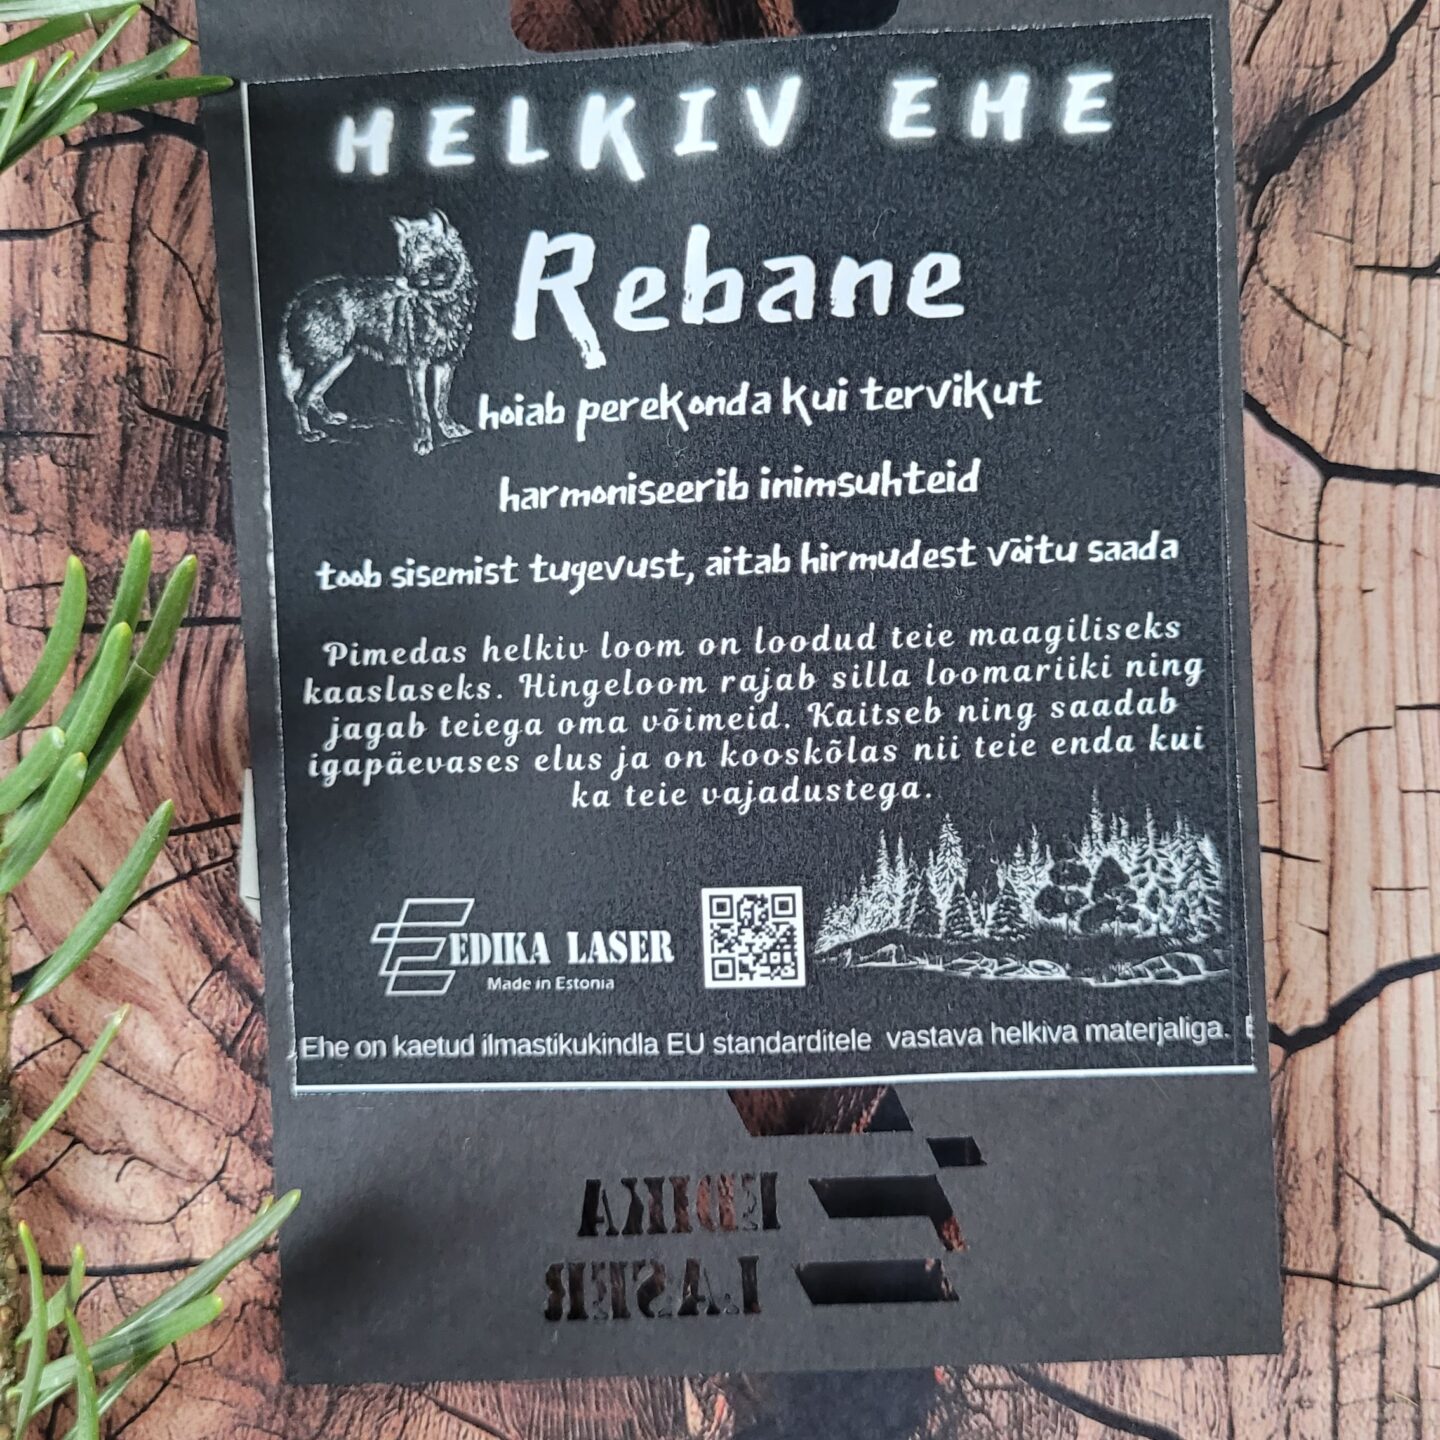 HELKIV EHE
Rebane
hoiab perekonda kui tervikut
harmoniseerib inimsuhteid
toob sisemist tugevust, aitab hirmudest võitu saada
Pimedas helkiv loom on loodud teie maagiliseks
kaaslaseks. Hingeloom rajab silla loomariiki ning
jagab teiega oma võimeid. Kaitseb ning saadab
igapäevases elus ja on kooskõlas nii teie enda kui
ka teie vajadustega.
EDIKA LASER
Made in Estonia
Ehe on kaetud ilmastikukindla EU standarditele vastava helkiva materjaliga. E
EDIKA
LASER